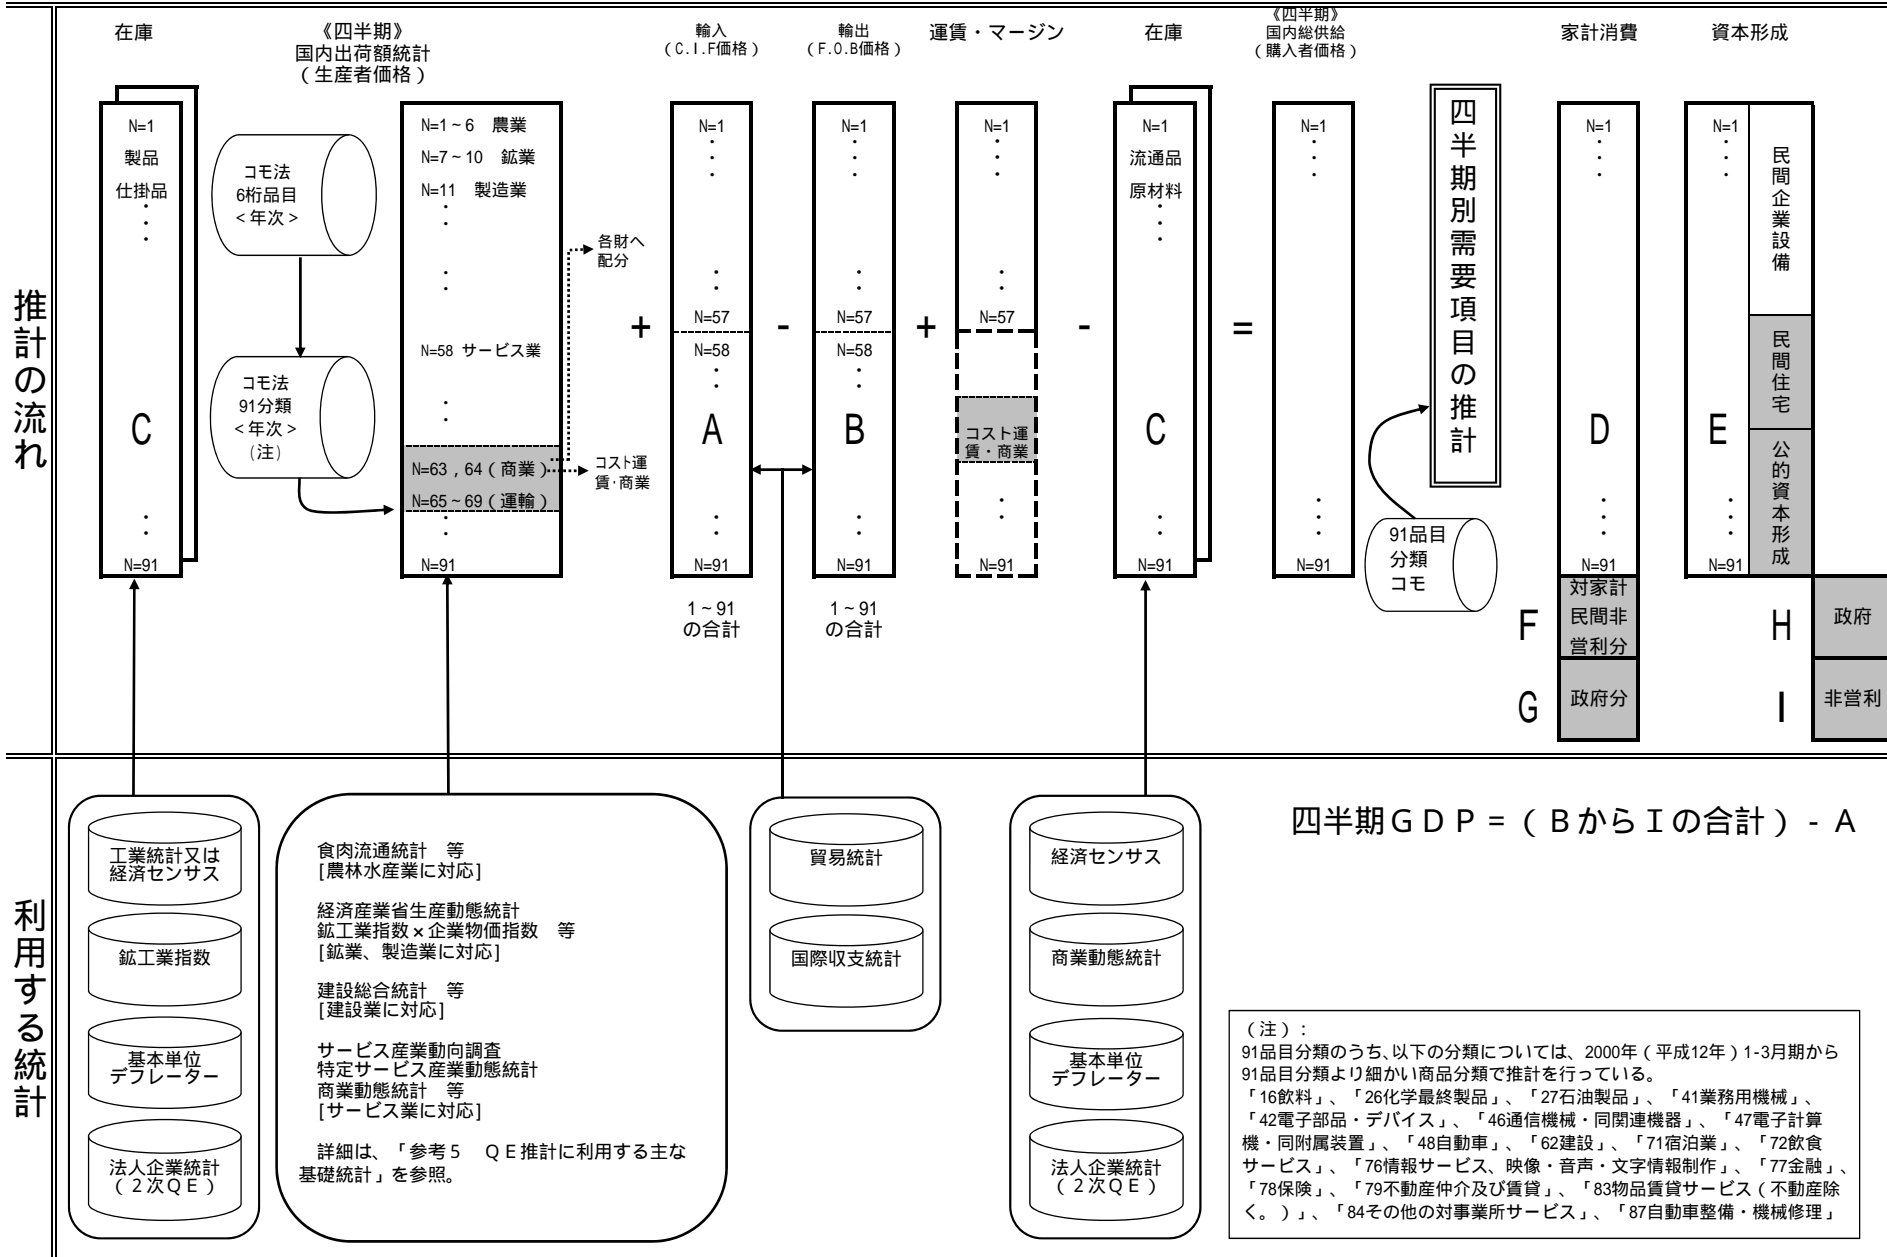 推計の流れ
在庫
N=1
製品
仕掛品
・
・
C
・
・
N=91
コモ法
6桁品目
<年次>
コモ法
91分類
<年次>
(注)
《四半期》
国内出荷額統計
(生産者価格)
N=1~6 農業
N=7~10 鉱業
N=11 製造業
・
・
・
・
N=58 サービス業
・
・
N=63,64(商業)
N=65~69(運輸)
・
・
N=91
各財へ
配分
コスト運
賃・商業
+
輸入
(C.I.F価格)
N=1
・
・
・
・
・
N=57
N=58
・
・
A
・
・
N=91
1~91
の合計
-
輸出
(F.O.B価格)
N=1
・
・
・
・
・
N=57
N=58
・
・
B
・
・
N=91
1~91
の合計
+
運賃・マージン
N=1
・
・
・
・
・
N=57
コスト運
賃・商業
・
・
N=91
-
在庫
N=1
流通品
原材料
・
・
・
C
・
・
N=91
=
《四半期》
国内総供給
(購入者価格)
N=1
・
・
・
・
・
・
N=91
四半期別需要項目の推計
91品目
分類
コモ
家計消費
N=1
・
・
・
D
・
・
・
N=91
対家計
民間非
営利分
F
政府分
G
資本形成
N=1
・
・
・
E
・
・
・
N=91
民間企業設備
民間住宅
公的資本形成
H
政府
I
非営利
利用する統計
工業統計又は
経済センサス
鉱工業指数
基本単位
デフレーター
法人企業統計
(2次QE)
食肉流通統計 等
[農林水産業に対応]
経済産業省生産動態統計
鉱工業指数×企業物価指数 等
[鉱業、製造業に対応]
建設総合統計 等
[建設業に対応]
サービス産業動向調査
特定サービス産業動態統計
商業動態統計 等
[サービス業に対応]
詳細は、「参考5 QE推計に利用する主な
基礎統計」を参照。
貿易統計
国際収支統計
経済センサス
商業動態統計
基本単位
デフレーター
法人企業統計
(2次QE)
四半期GDP=(BからIの合計)-A
(注):
91品目分類のうち、以下の分類については、2000年(平成12年)1-3月期から
91品目分類より細かい商品分類で推計を行っている。
「16飲料」、「26化学最終製品」、「27石油製品」、「41業務用機械」、
「42電子部品・デバイス」、「46通信機械・同関連機器」、「47電子計算
機・同附属装置」、「48自動車」、「62建設」、「71宿泊業」、「72飲食
サービス」、「76情報サービス、映像・音声・文字情報制作」、「77金融」、
「78保険」、「79不動産仲介及び賃貸」、「83物品賃貸サービス(不動産除
く。)」、「84その他の対事業所サービス」、「87自動車整備・機械修理」